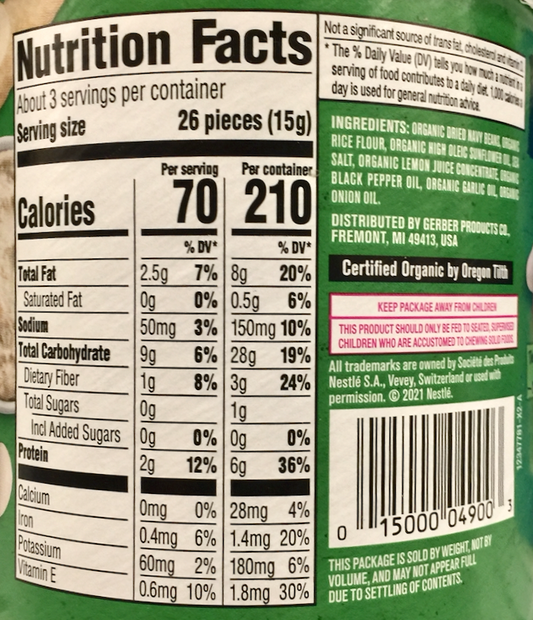 Nutrition Facts
About 3 servings per container
Serving size 26 pieces (15g)
Per serving Per container
Calories 70 210
% DV* % DV*
Total Fat 2.5g 7% 8g 20%
Saturated Fat 0g 0% 0.5g 6%
Sodium 50mg 3% 150mg 10%
Total Carbohydrate 9g 6% 28g 19%
Dietary Fiber 1g 8% 3g 24%
Total Sugars 0g 1g
Incl Added Sugars 0g 0% 0g 0%
Protein 2g 12% 6g 36%
Calcium 0mg 0% 28mg 4%
Iron 0.4mg 6% 1.4mg 20%
Potassium 60mg 2% 180mg 6%
Vitamin E 0.6mg 10% 1.8mg 30%
Not a significant source of trans fat, cholesterol and vitamin D
* The % Daily Value (DV) tells you how much a nutrient in a
serving of food contributes to a daily diet. 1,000 calories a
day is used for general nutrition advice.
INGREDIENTS: ORGANIC DRIED NAVY BEANS, ORGANIC
RICE FLOUR, ORGANIC HIGH OLEIC SUNFLOWER OIL, SEA
SALT, ORGANIC LEMON JUICE CONCENTRATE, ORGANIC
BLACK PEPPER OIL, ORGANIC GARLIC OIL, ORGANIC
ONION OIL.
DISTRIBUTED BY GERBER PRODUCTS CO.,
FREMONT, MI 49413, USA
Certified Organic by Oregon Tilth
KEEP PACKAGE AWAY FROM CHILDREN
THIS PRODUCT SHOULD ONLY BE FED TO SEATED, SUPERVISED
CHILDREN WHO ARE ACCUSTOMED TO CHEWING SOLID FOODS.
All trademarks are owned by Société des Produits
Nestlé S.A., Vevey, Switzerland or used with
permission. © 2021 Nestlé.
12347781-K2-A
0 15000 04900 3
THIS PACKAGE IS SOLD BY WEIGHT, NOT BY
VOLUME, AND MAY NOT APPEAR FULL
DUE TO SETTLING OF CONTENTS.